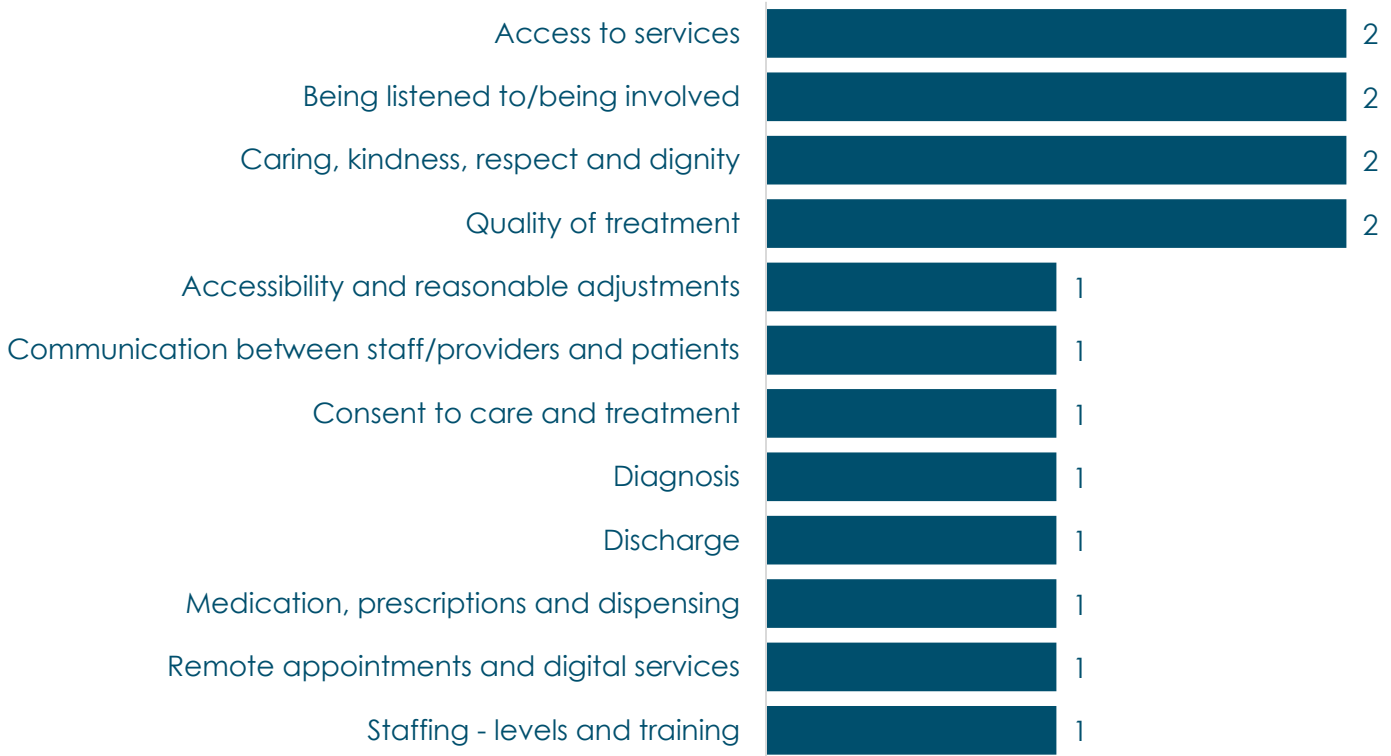 Access to services 2
Being listened to/being involved 2
Caring, kindness, respect and dignity 2
Quality of treatment 2
Accessibility and reasonable adjustments 1
Communication between staff/providers and patients 1
Consent to care and treatment 1
Diagnosis 1
Discharge 1
Medication, prescriptions and dispensing 1
Remote appointments and digital services 1
Staffing - levels and training 1